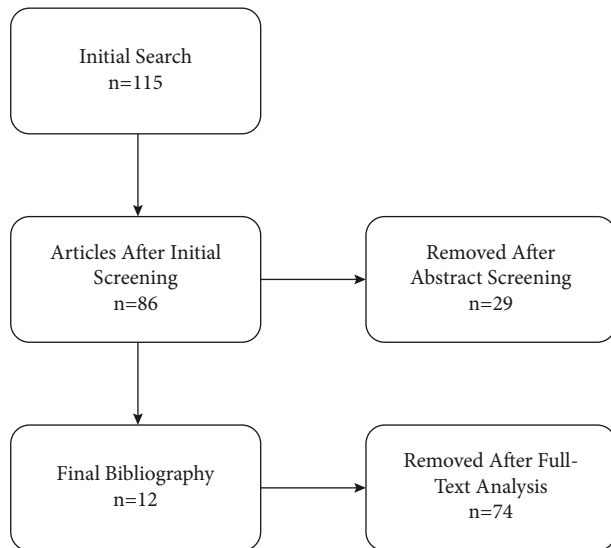 Initial Search
n=115
Articles After Initial
Screening
n=86
Removed After
Abstract Screening
n=29
Final Bibliography
n=12
Removed After Full-
Text Analysis
n=74